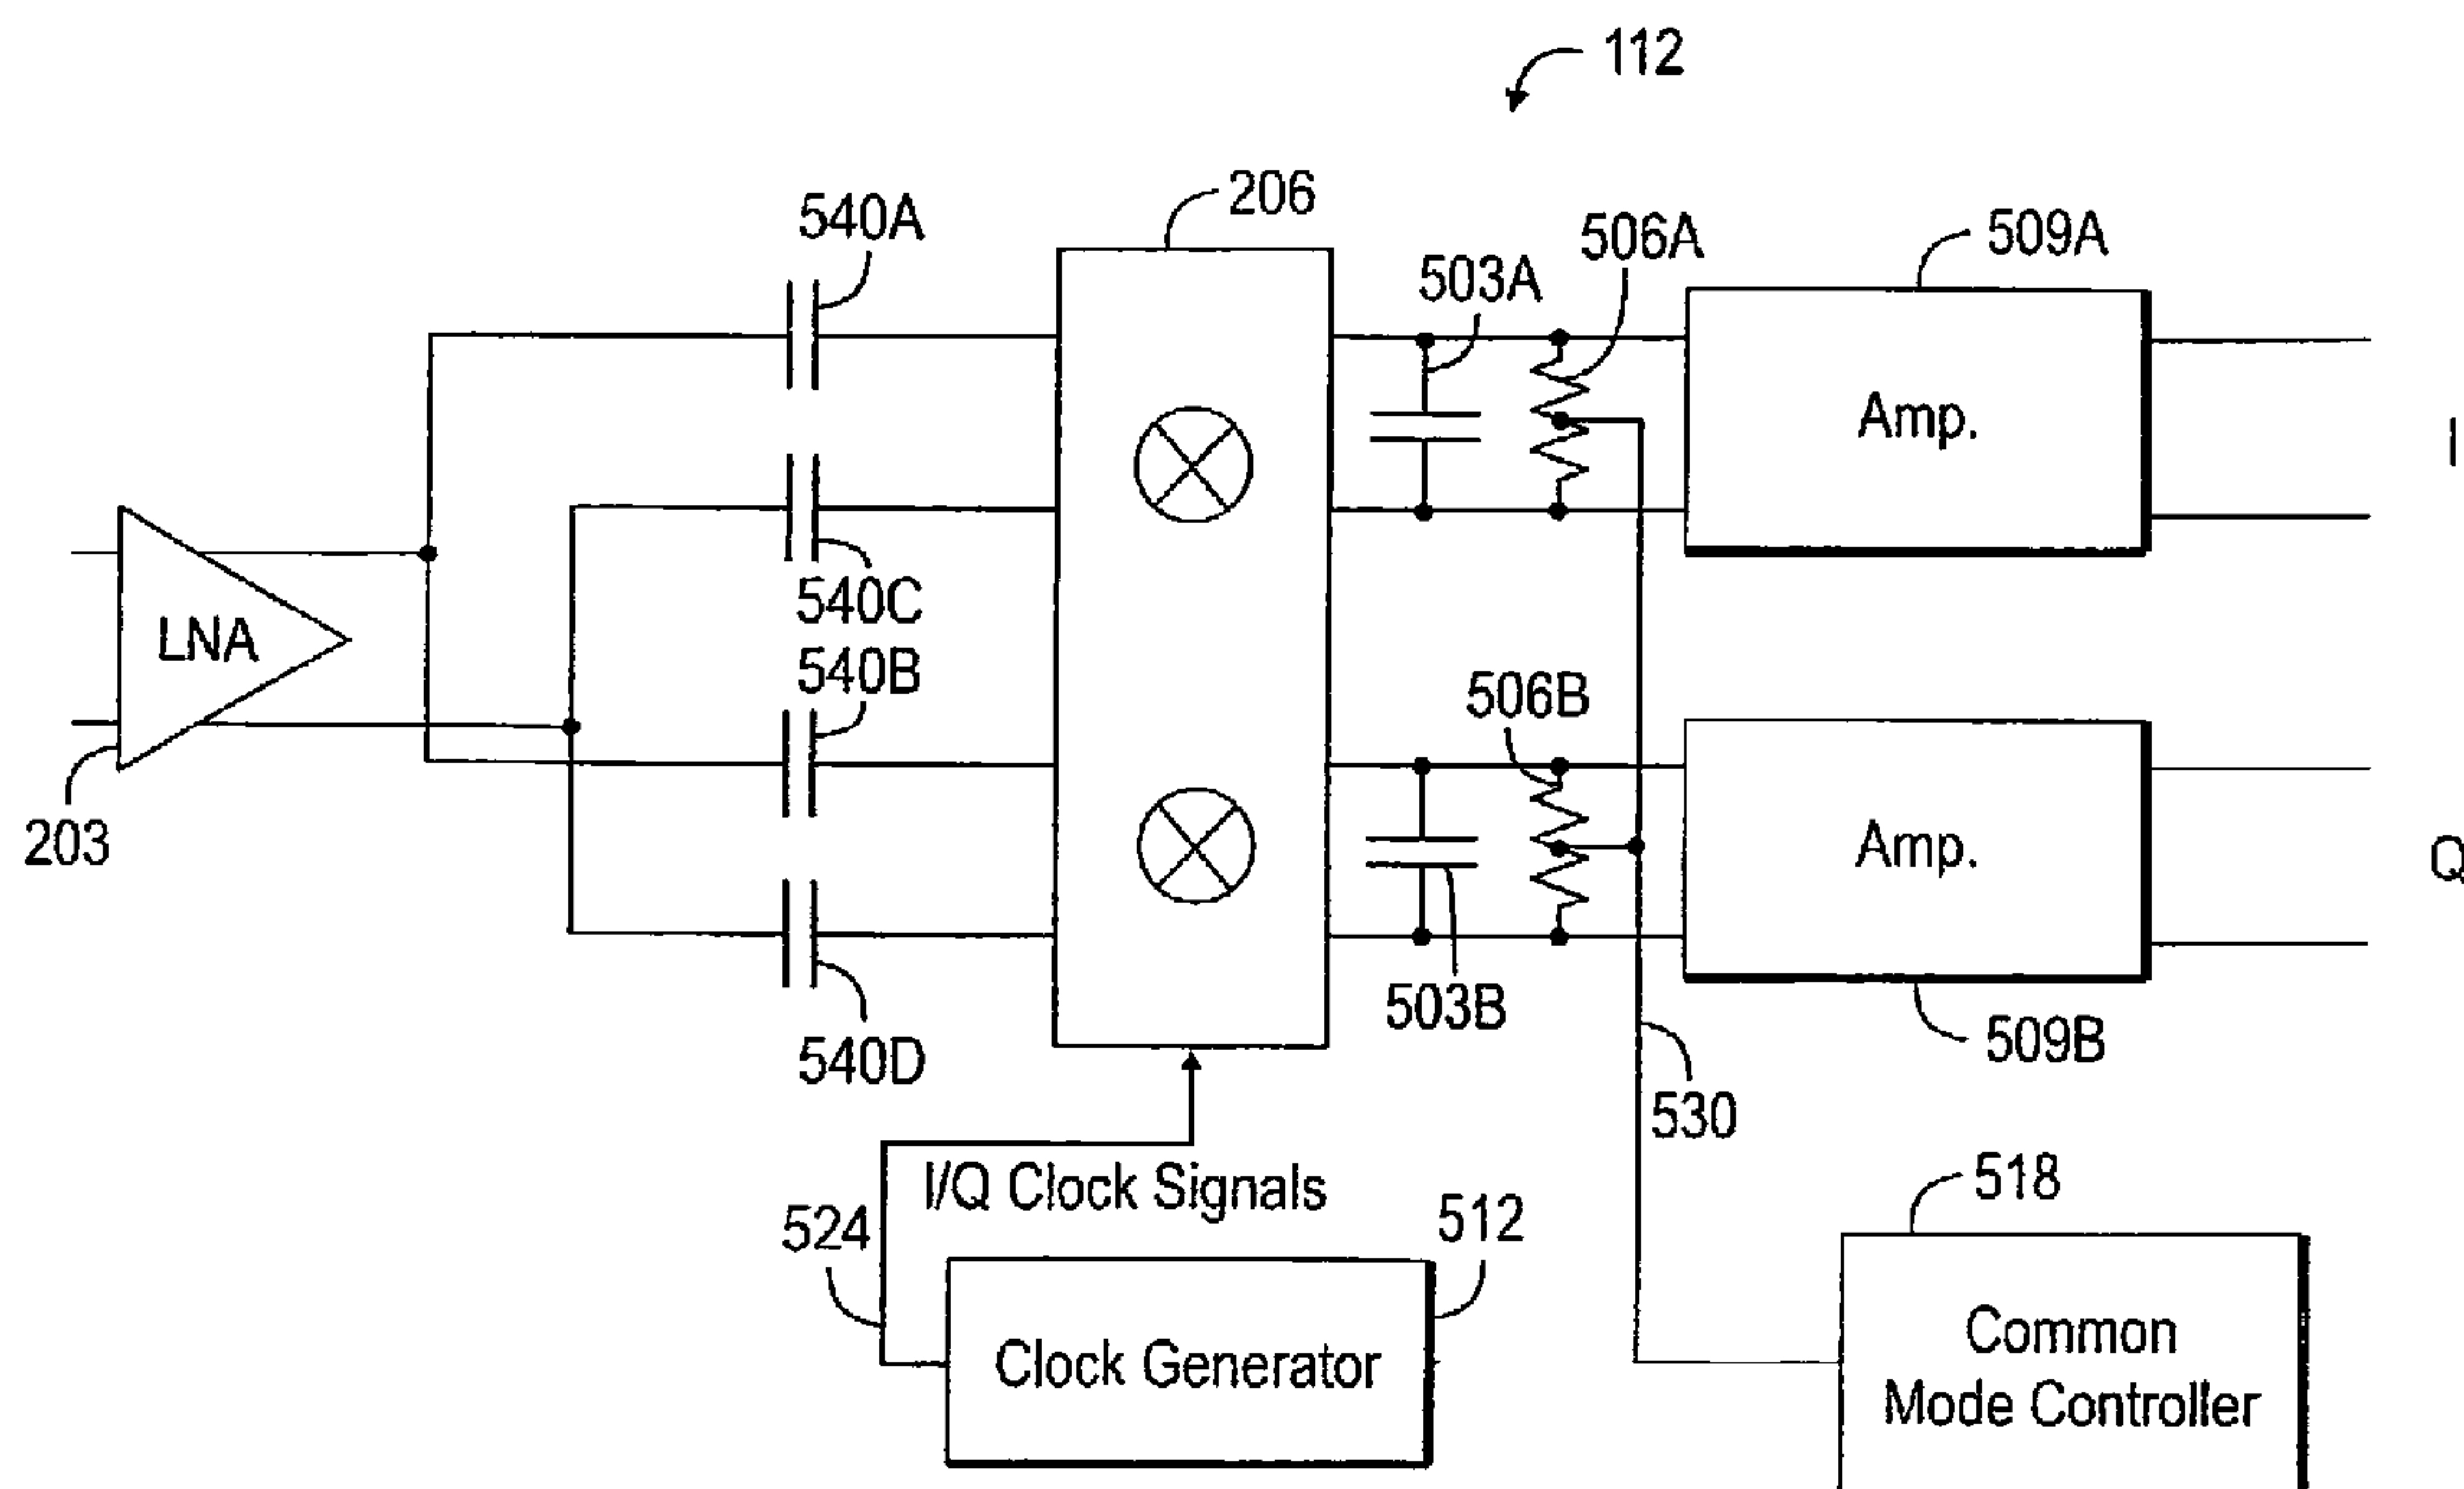 112
206
540A
506A
509A
503A
Amp.
I
540C
LNA
540B
506B
203
Amp.
Q
503B
509B
540D
530
I/Q Clock Signals
518
524
512
Clock Generator
Common
Mode Controller